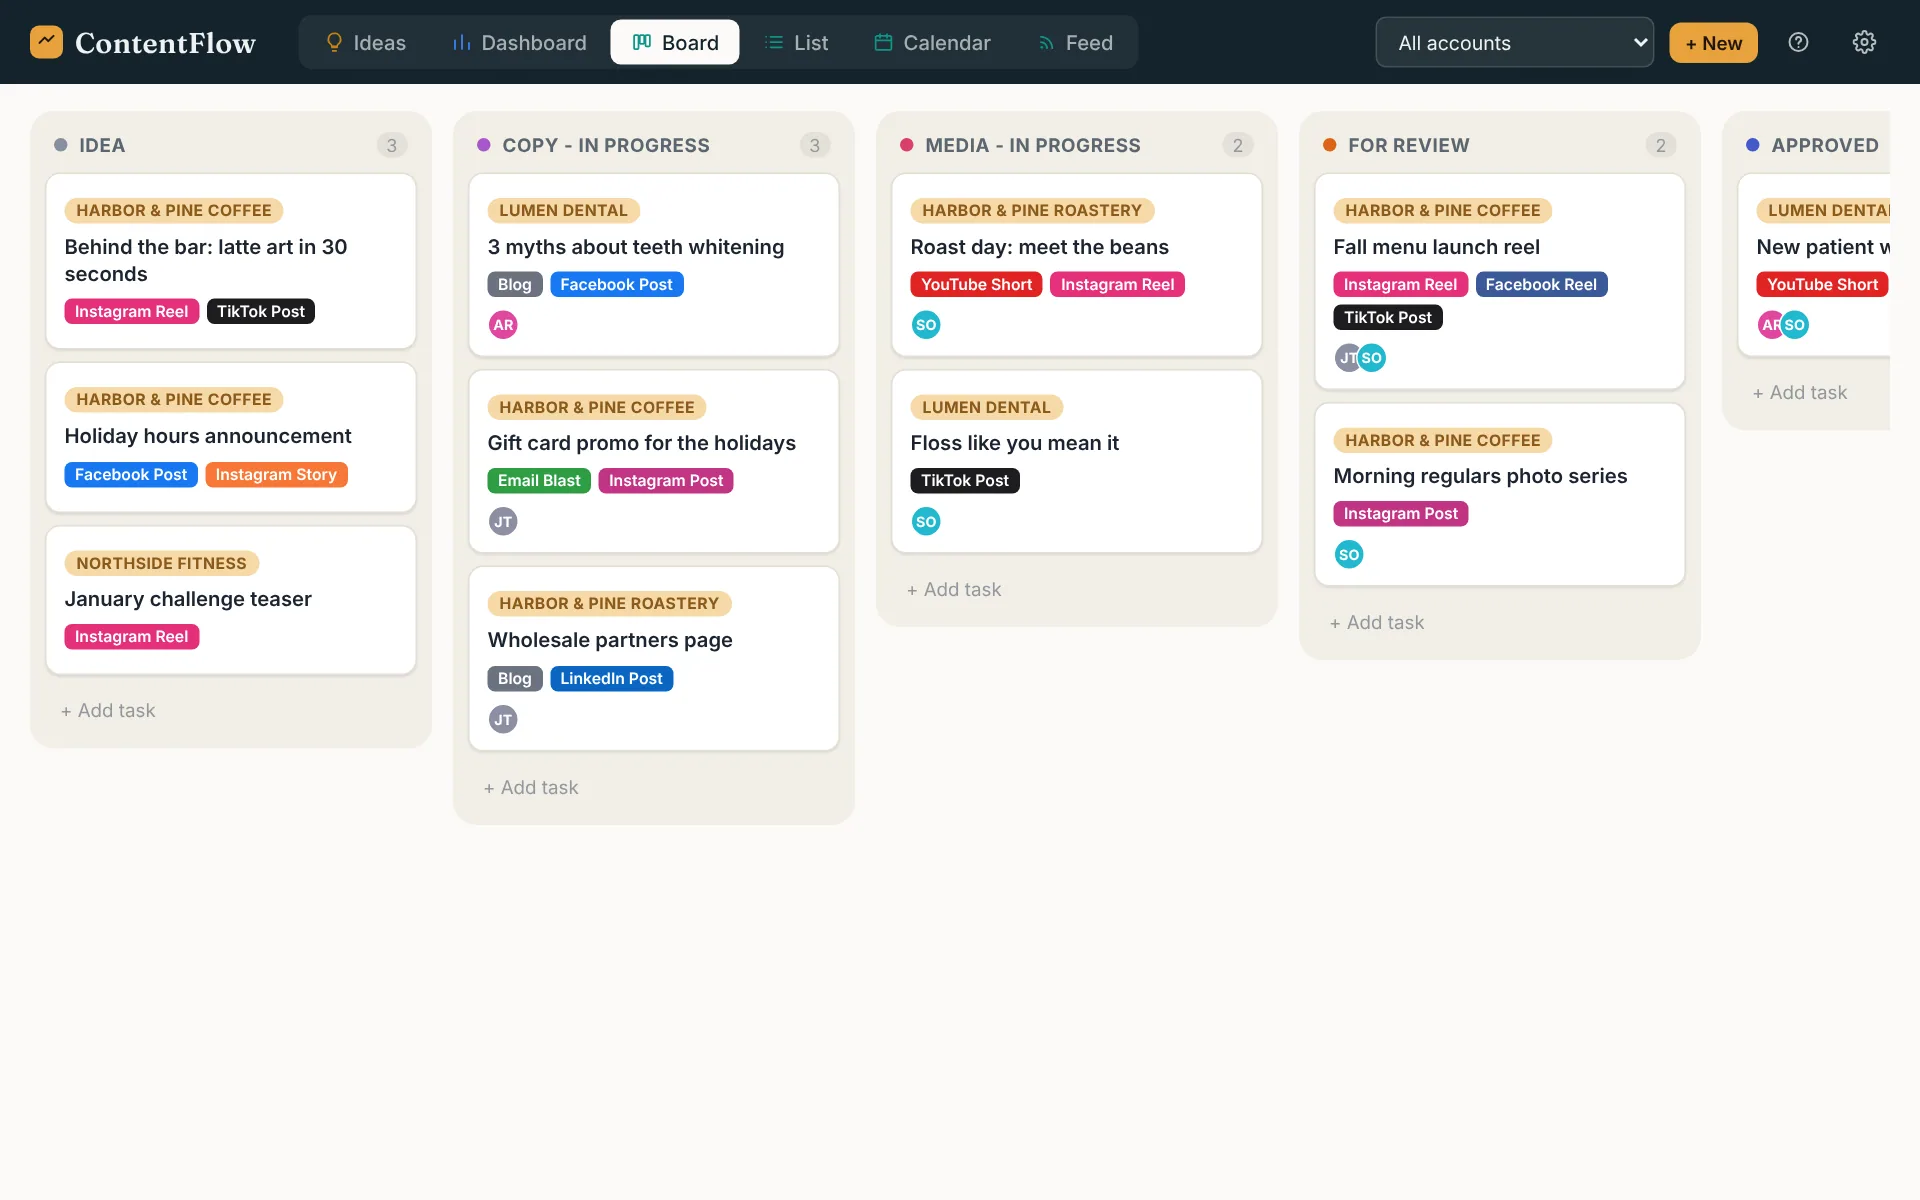 ContentFlow
Ideas
Dashboard
Board
List
Calendar
Feed
All accounts
+ New
IDEA
3
HARBOR & PINE COFFEE
Behind the bar: latte art in 30
seconds
Instagram Reel
TikTok Post
HARBOR & PINE COFFEE
Holiday hours announcement
Facebook Post
Instagram Story
NORTHSIDE FITNESS
January challenge teaser
Instagram Reel
+ Add task
COPY - IN PROGRESS
3
LUMEN DENTAL
3 myths about teeth whitening
Blog
Facebook Post
AR
HARBOR & PINE COFFEE
Gift card promo for the holidays
Email Blast
Instagram Post
JT
HARBOR & PINE ROASTERY
Wholesale partners page
Blog
LinkedIn Post
JT
+ Add task
MEDIA - IN PROGRESS
2
HARBOR & PINE ROASTERY
Roast day: meet the beans
YouTube Short
Instagram Reel
SO
LUMEN DENTAL
Floss like you mean it
TikTok Post
SO
+ Add task
FOR REVIEW
2
HARBOR & PINE COFFEE
Fall menu launch reel
Instagram Reel
Facebook Reel
TikTok Post
JT
SO
HARBOR & PINE COFFEE
Morning regulars photo series
Instagram Post
SO
+ Add task
APPROVED
LUMEN
New patient
YouTube Short
AR
SO
+ Add task